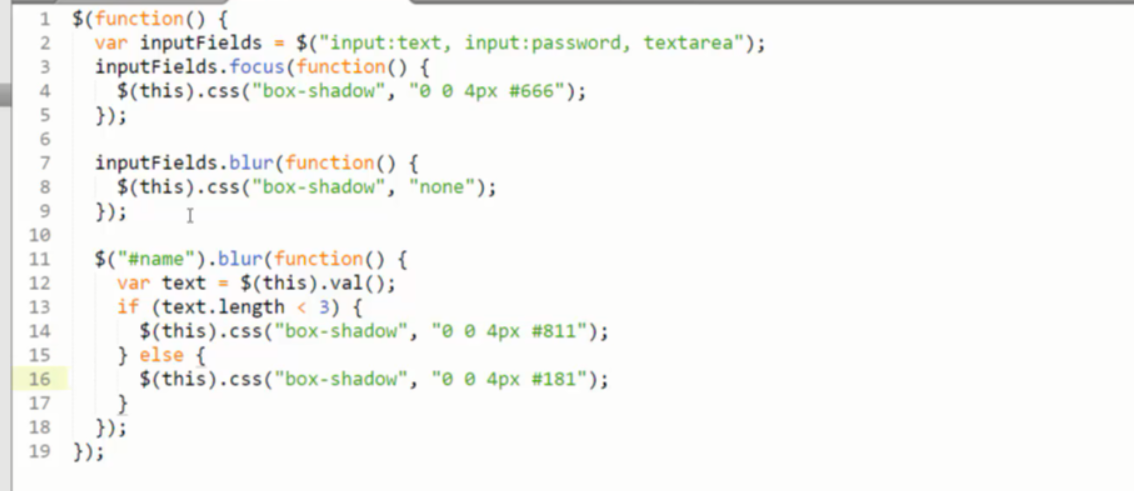 1 $(function() {
2   var inputFields = $("input:text, input:password, textarea");
3   inputFields.focus(function() {
4     $(this).css("box-shadow", "0 0 4px #666");
5   });
6
7   inputFields.blur(function() {
8     $(this).css("box-shadow", "none");
9   });
10
11   $("#name").blur(function() {
12     var text = $(this).val();
13     if (text.length < 3) {
14       $(this).css("box-shadow", "0 0 4px #811");
15     } else {
16       $(this).css("box-shadow", "0 0 4px #181");
17     }
18   });
19 });